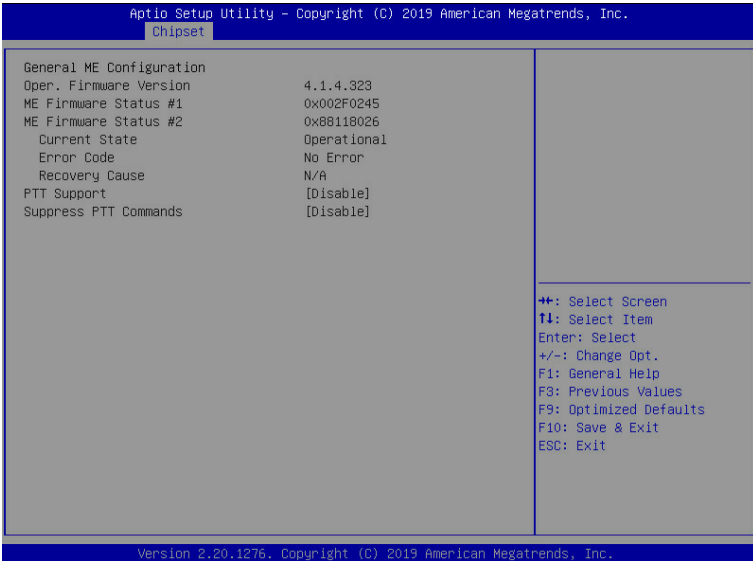 Aptio Setup Utility – Copyright (C) 2019 American Megatrends, Inc.
Chipset
General ME Configuration
Oper. Firmware Version 4.1.4.323
ME Firmware Status #1 0x002F0245
ME Firmware Status #2 0x88118026
Current State Operational
Error Code No Error
Recovery Cause N/A
PTT Support [Disable]
Suppress PTT Commands [Disable]
→←: Select Screen
↑↓: Select Item
Enter: Select
+/-: Change Opt.
F1: General Help
F3: Previous Values
F9: Optimized Defaults
F10: Save & Exit
ESC: Exit
Version 2.20.1276. Copyright (C) 2019 American Megatrends, Inc.